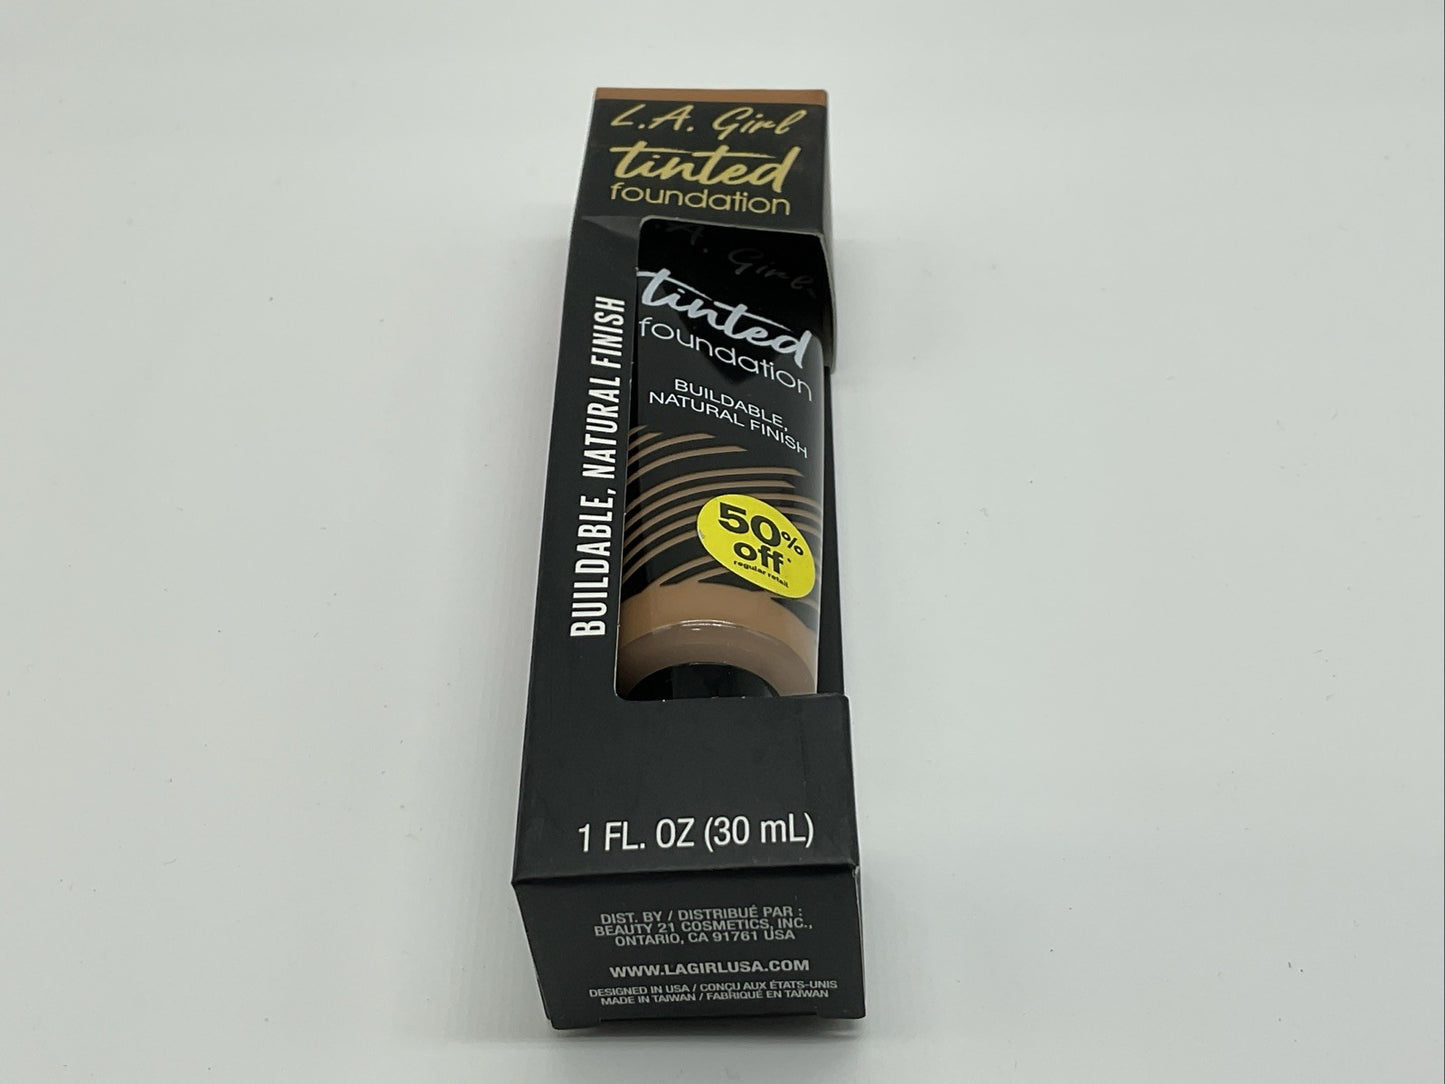 L.A. Girl
tinted
foundation
BUILDABLE, NATURAL FINISH
.A. Girl
tinted
foundation
BUILDABLE,
NATURAL FINISH
50%
off*
regular retail
1 FL. OZ (30 mL)
DIST. BY / DISTRIBUÉ PAR :
BEAUTY 21 COSMETICS, INC.,
ONTARIO, CA 91761 USA
WWW.LAGIRLUSA.COM
DESIGNED IN USA / CONÇU AUX ÉTATS-UNIS
MADE IN TAIWAN / FABRIQUÉ EN TAÏWAN